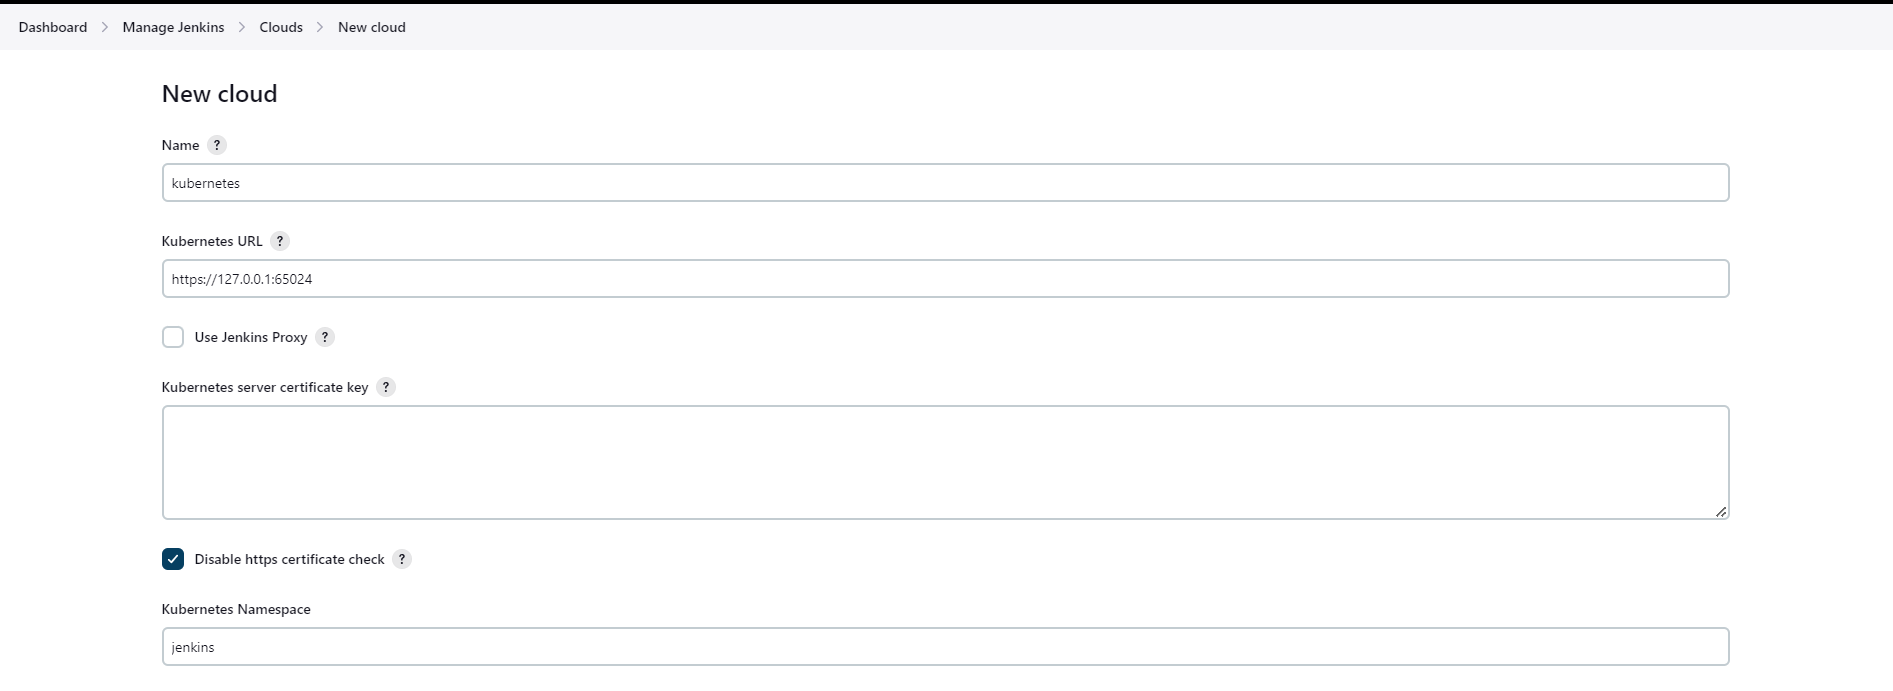 Dashboard > Manage Jenkins > Clouds > New cloud
New cloud
Name ?
kubernetes
Kubernetes URL ?
https://127.0.0.1:65024
Use Jenkins Proxy ?
Kubernetes server certificate key ?
Disable https certificate check ?
Kubernetes Namespace
jenkins